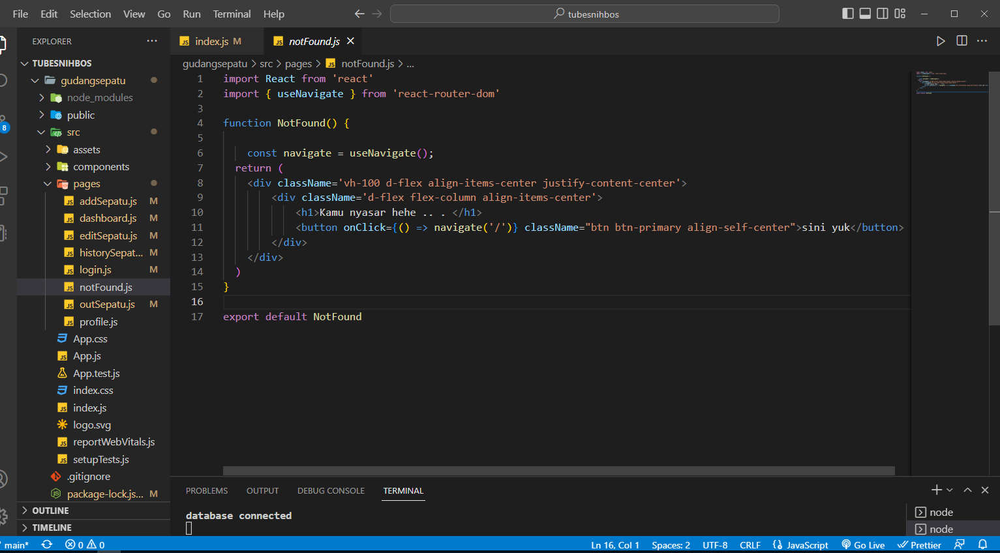 File Edit Selection View Go Run Terminal Help
tubesnihbos
EXPLORER
TUBESNIHBOS
gudangsepatu
node_modules
public
src
assets
components
pages
addSepatu.js M
dashboard.js M
editSepatu.js M
historySepat... M
login.js M
notFound.js
outSepatu.js M
profile.js
App.css
App.js
App.test.js
index.css
index.js
logo.svg
reportWebVitals.js
setupTests.js
.gitignore
package-lock.js... M
OUTLINE
TIMELINE
8
index.js M
notFound.js
gudangsepatu > src > pages > notFound.js > ...
1 import React from 'react'
2 import { useNavigate } from 'react-router-dom'
3
4 function NotFound() {
5
6 const navigate = useNavigate();
7 return (
8 <div className='vh-100 d-flex align-items-center justify-content-center'>
9 <div className='d-flex flex-column align-items-center'>
10 <h1>Kamu nyasar hehe .. . </h1>
11 <button onClick={() => navigate('/')} className="btn btn-primary align-self-center">sini yuk</button>
12 </div>
13 </div>
14 )
15 }
16
17 export default NotFound
PROBLEMS OUTPUT DEBUG CONSOLE TERMINAL
database connected
node
node
main* 0 0 Ln 16, Col 1 Spaces: 2 UTF-8 CRLF JavaScript Go Live Prettier